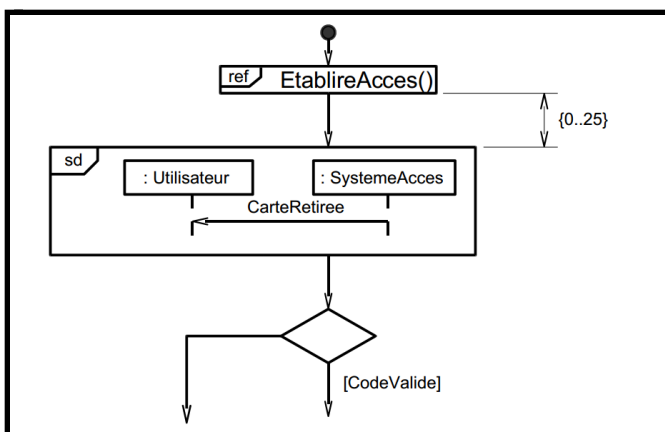 ref EtablireAcces()
{0..25}
sd
: Utilisateur : SystemeAcces
CarteRetiree
[CodeValide]